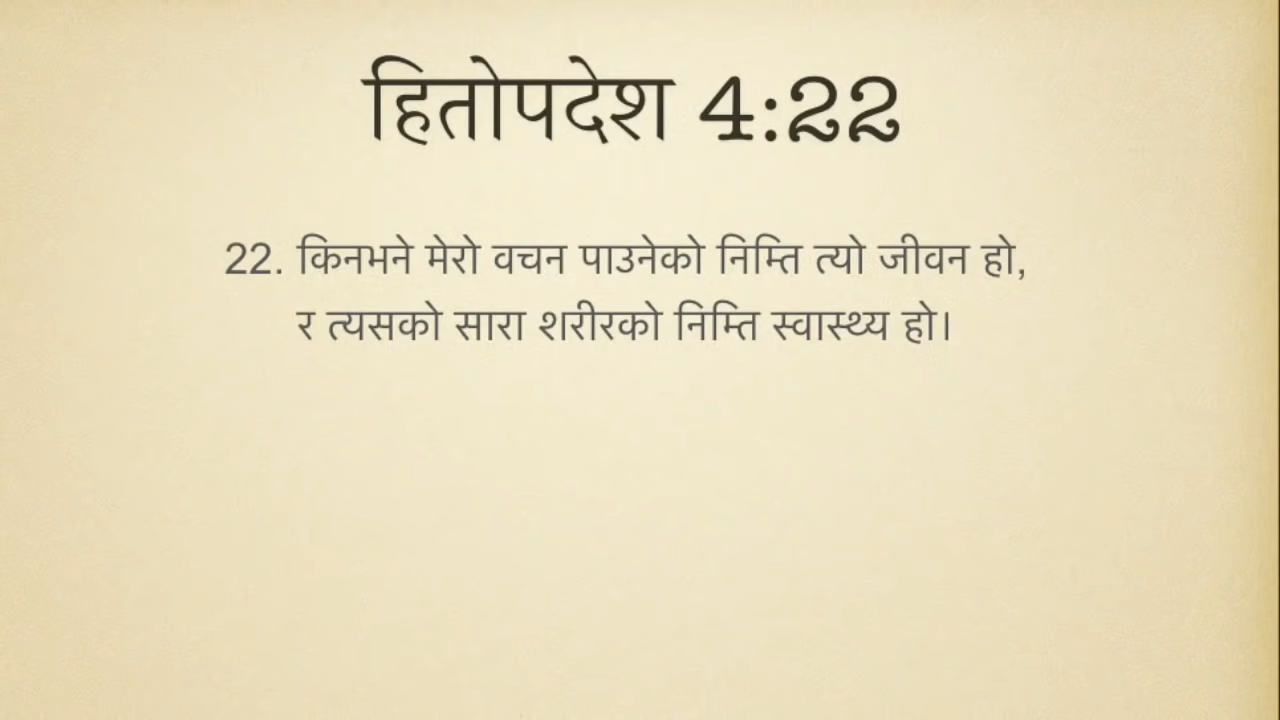 हितोपदेश 4:22
22. किनभने मेरो वचन पाउनेको निम्ति त्यो जीवन हो,
र त्यसको सारा शरीरको निम्ति स्वास्थ्य हो।